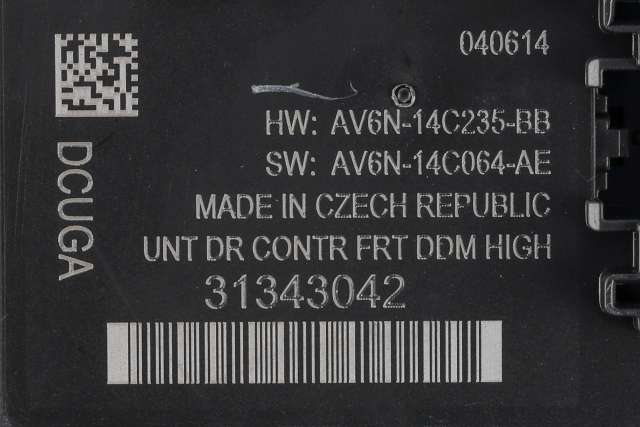 040614
HW: AV6N-14C235-BB
SW: AV6N-14C064-AE
MADE IN CZECH REPUBLIC
UNT DR CONTR FRT DDM HIGH
31343042
DCUGA